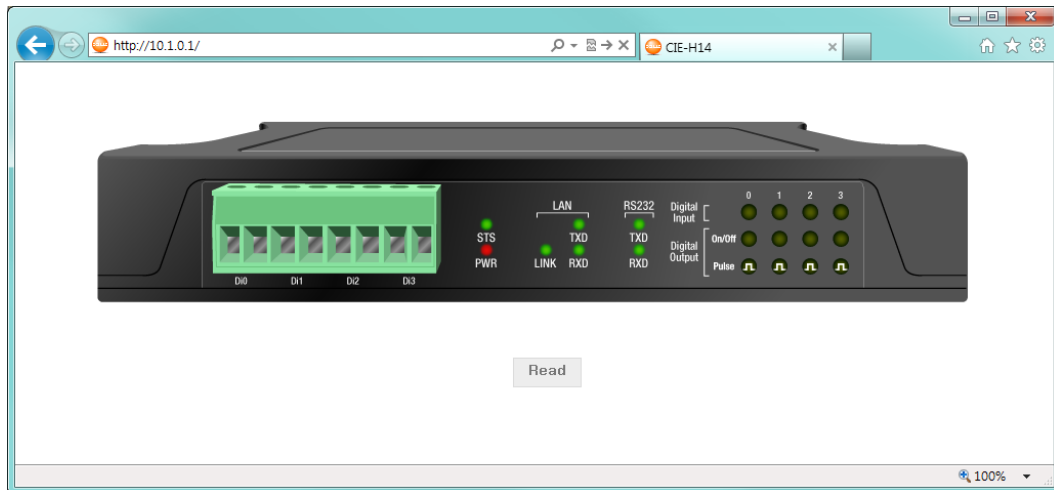 http://10.1.0.1/
CIE-H14
LAN
RS232
Digital Input
0 1 2 3
STS
TXD
TXD
Digital Output
On/Off
PWR
LINK RXD
RXD
Pulse
Di0 Di1 Di2 Di3
Read
100%